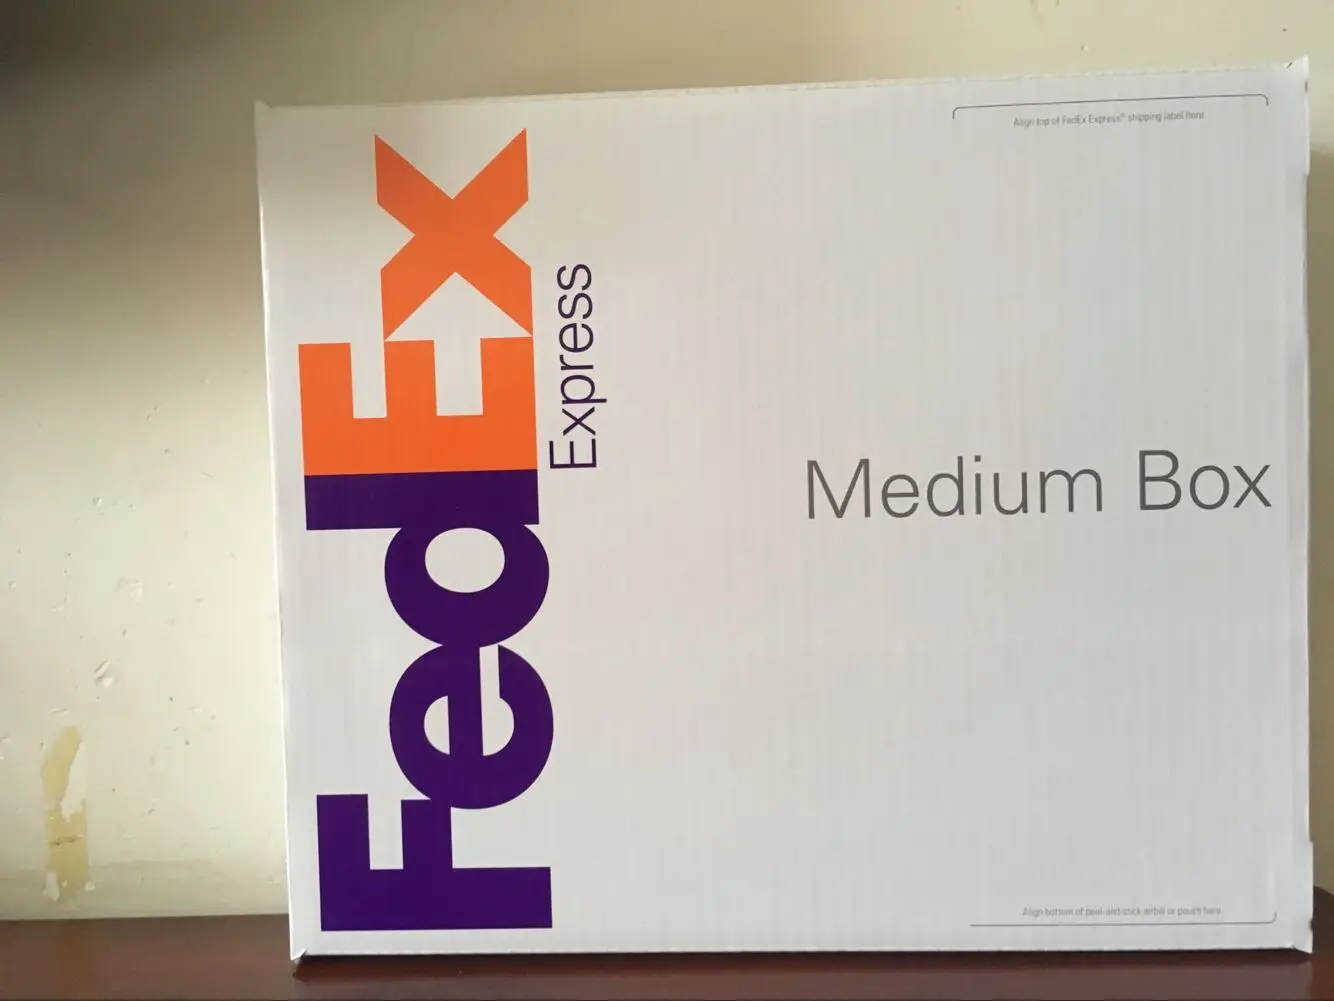 FedEx
Express
Align top of FedEx Express® shipping label here.
Medium Box
Align bottom of peel-and-stick airbill or pouch here.